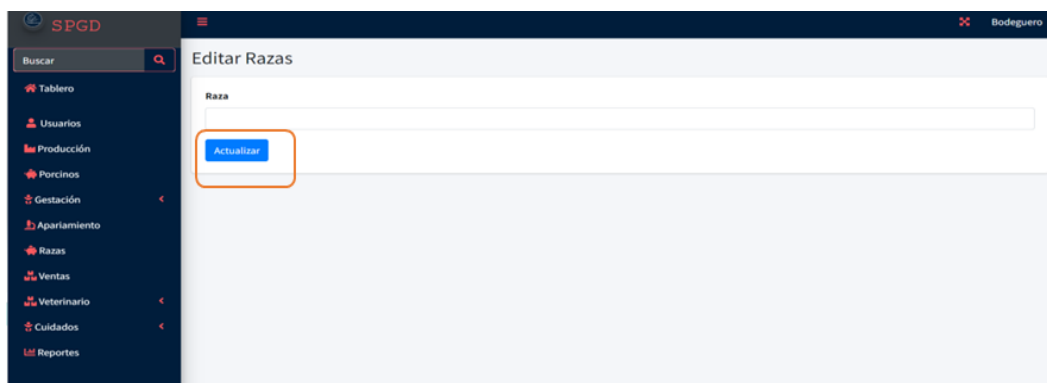 SPGD
Bodeguero
Buscar
Tablero
Usuarios
Producción
Porcinos
Gestación
Apariamiento
Razas
Ventas
Veterinario
Cuidados
Reportes
Editar Razas
Raza
Actualizar